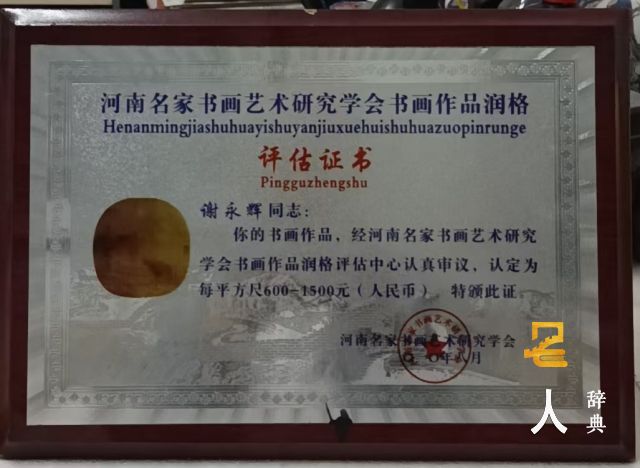 河南名家书画艺术研究学会书画作品润格
Henanmingjiashuhuayishuyanjiuxuehuishuhuazuopinrunge
评估证书
Pingguzhengshu
谢永辉同志:
你的书画作品，经河南名家书画艺术研究
学会书画作品润格评估中心认真审议，认定为
每平方尺600-1500元（人民币） 特颁此证
河南名家书画艺术研究学会
年八月
名人
辞典